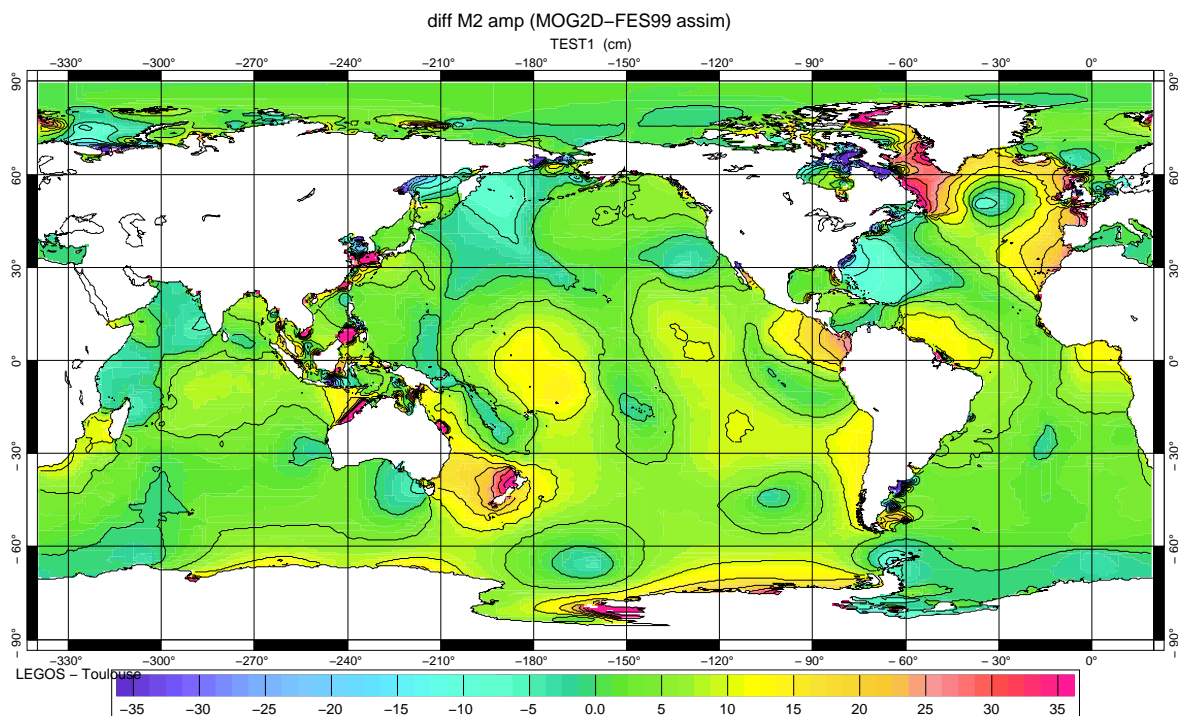 diff M2 amp (MOG2D−FES99 assim)
TEST1 (cm)
−330° −300° −270° −240° −210° −180° −150° −120° −90° −60° −30° 0°
90° 90°
60° 60°
30° 30°
0° 0°
−30° −30°
−60° −60°
−90° −90°
−330° −300° −270° −240° −210° −180° −150° −120° −90° −60° −30° 0°
LEGOS − Toulouse
−35 −30 −25 −20 −15 −10 −5 0.0 5 10 15 20 25 30 35